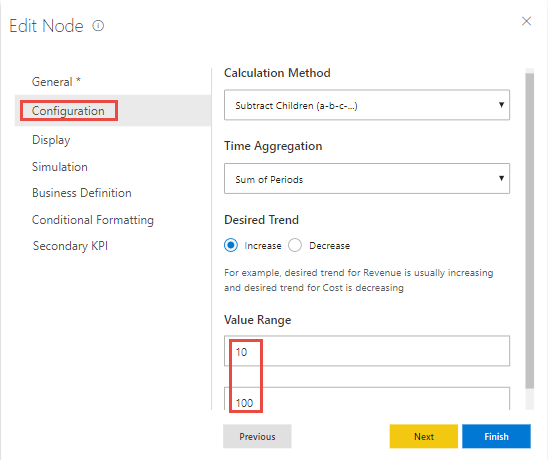 Edit Node
General *
Configuration
Display
Simulation
Business Definition
Conditional Formatting
Secondary KPI
Calculation Method
Subtract Children (a-b-c-...)
Time Aggregation
Sum of Periods
Desired Trend
Increase Decrease
For example, desired trend for Revenue is usually increasing
and desired trend for Cost is decreasing
Value Range
10
100
Previous Next Finish